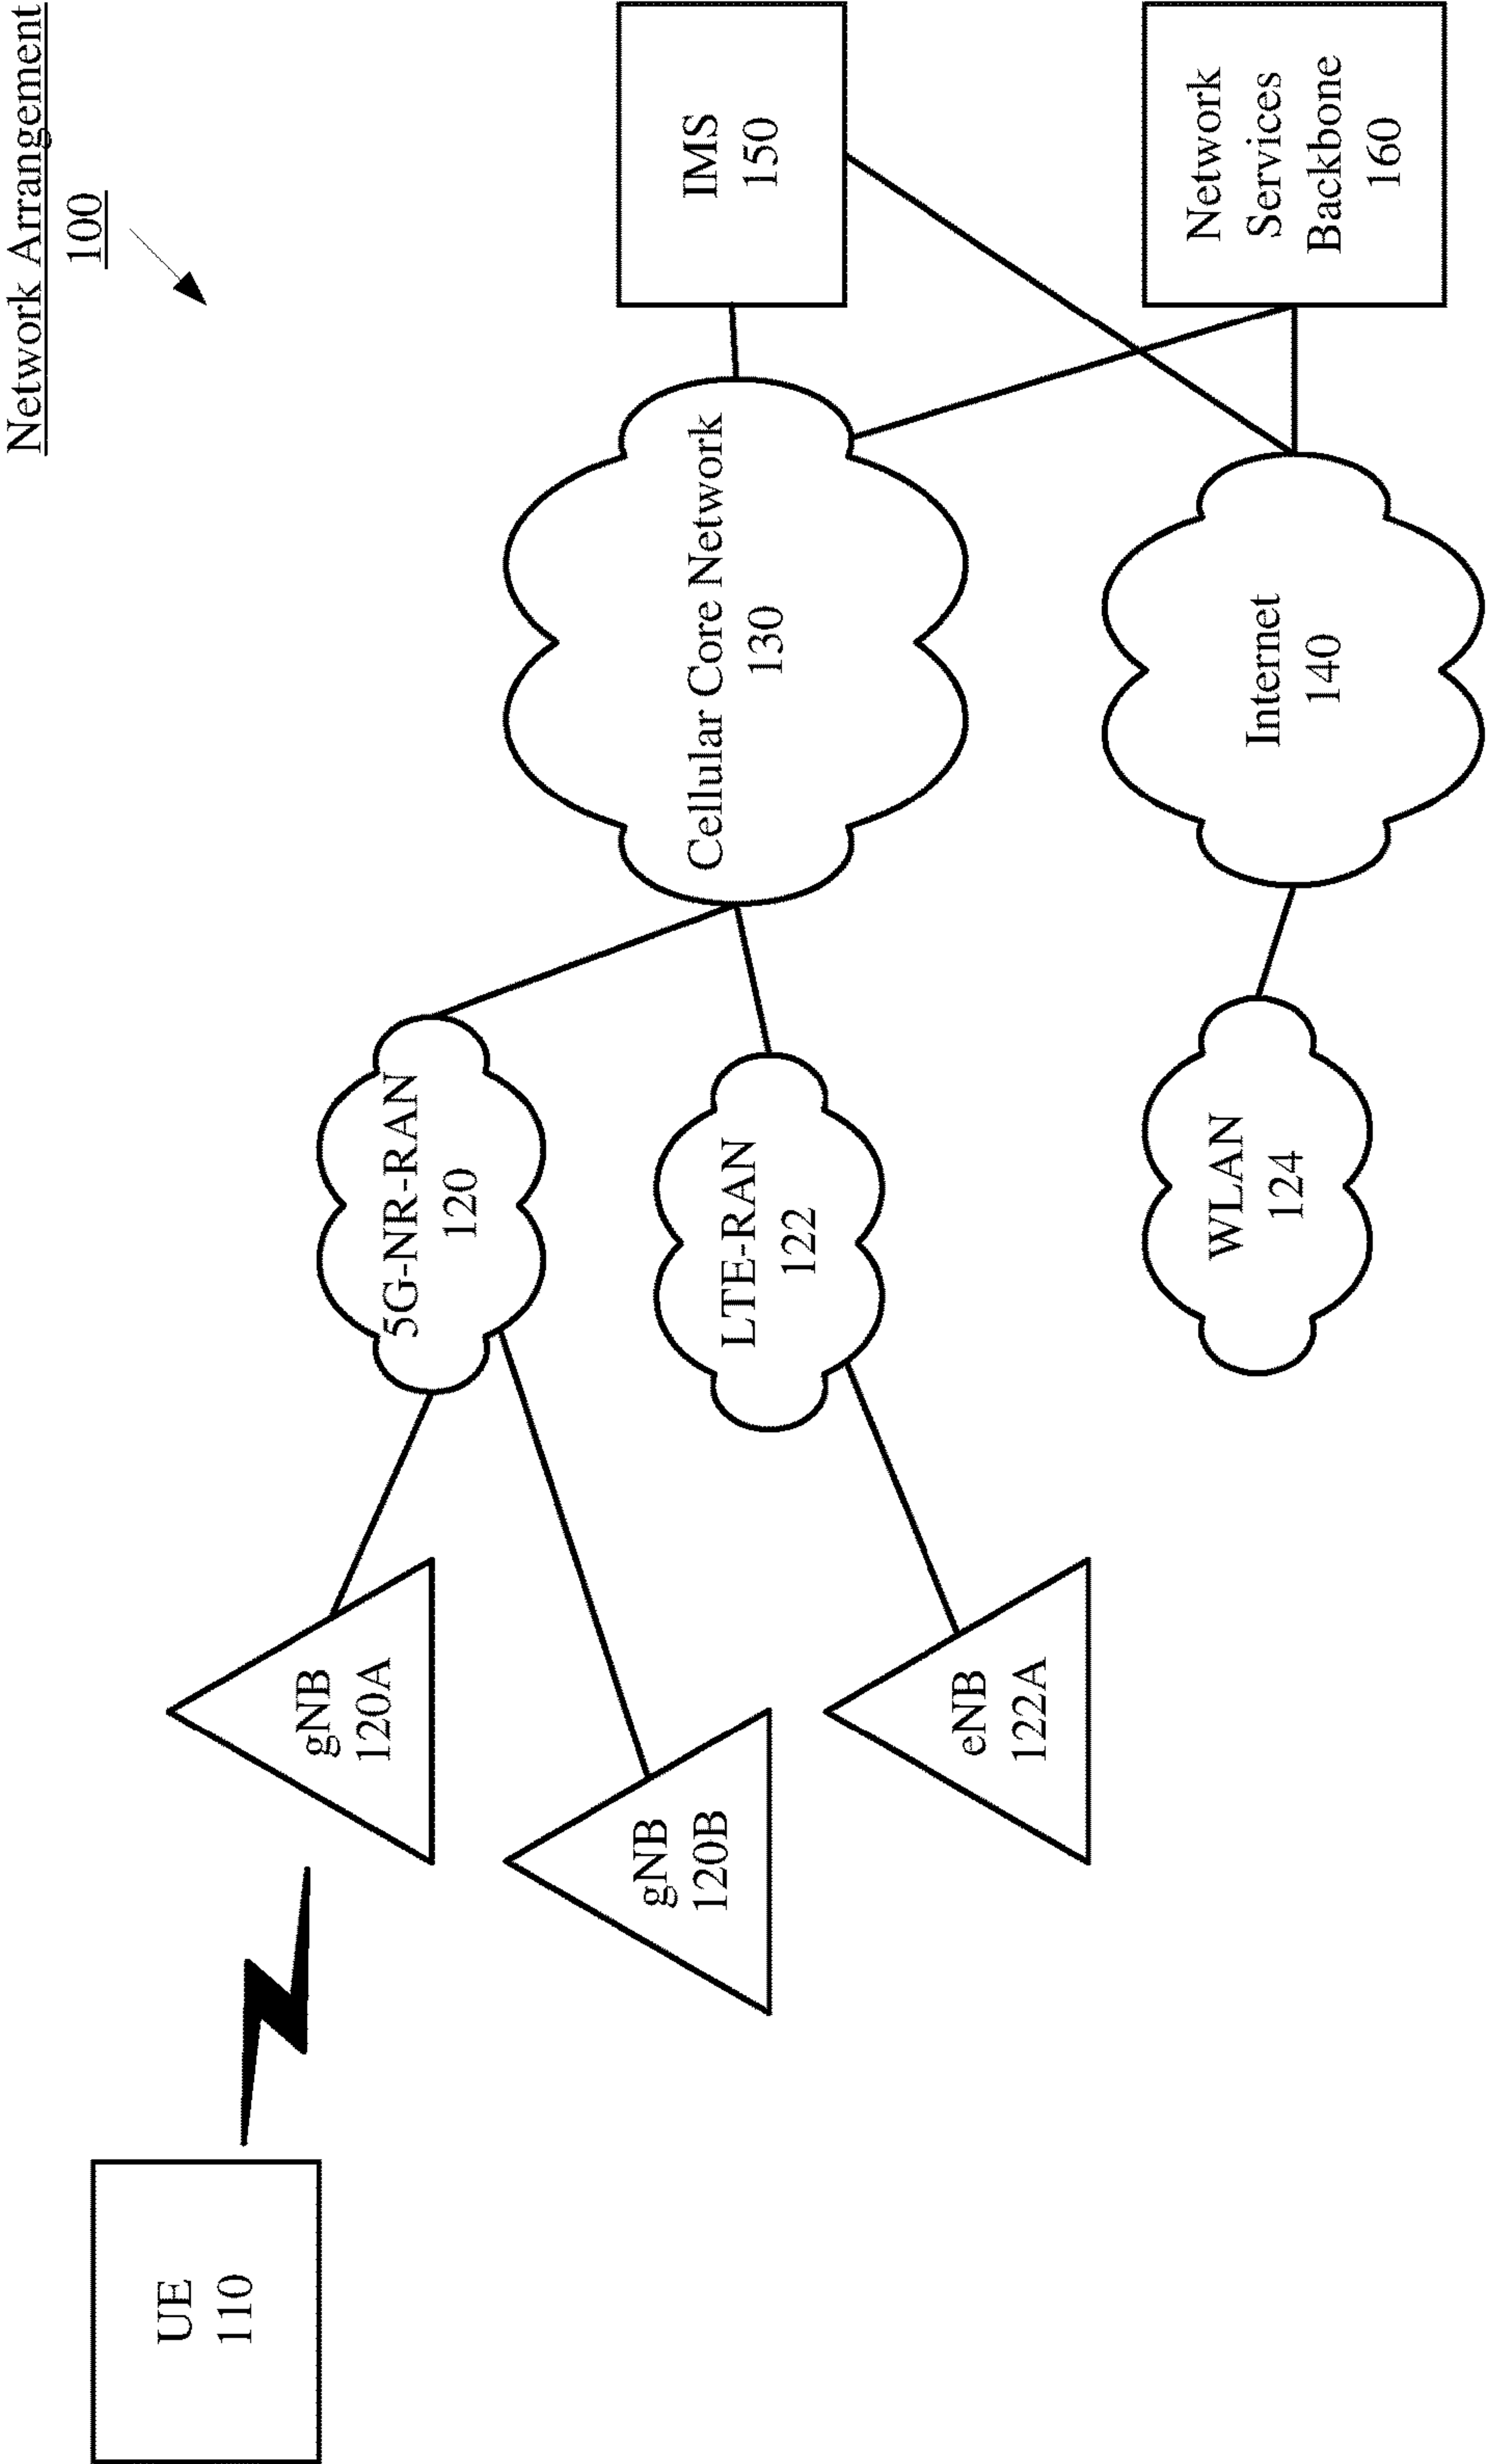 Network Arrangement
100
UE
110
gNB
120A
gNB
120B
eNB
122A
5G-NR-RAN
120
LTE-RAN
122
WLAN
124
Cellular Core Network
130
Internet
140
IMS
150
Network
Services
Backbone
160